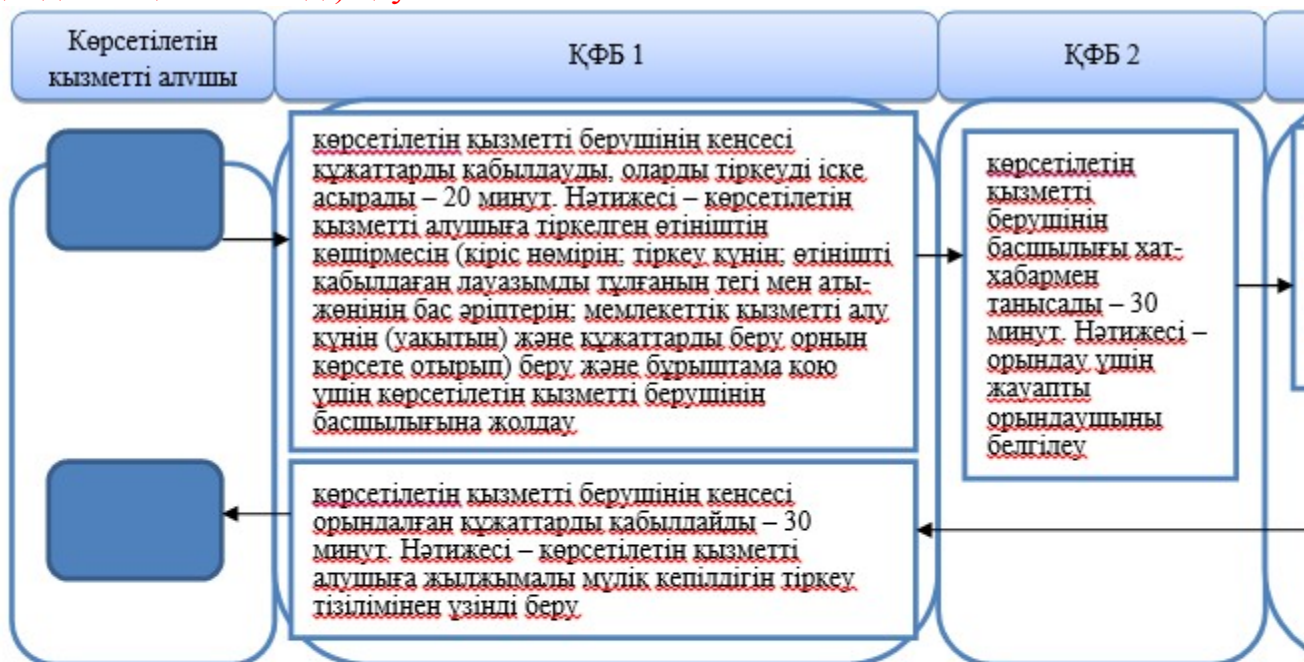 Көрсетілетін
қызметті алушы
ҚФБ 1
ҚФБ 2
көрсетілетін қызметті берушінің кеңсесі
құжаттарды қабылдауды, оларды тіркеуді іске
асырады – 20 минут. Нәтижесі – көрсетілетін
қызметті алушыға тіркелген өтініштің
көшірмесін (кіріс нөмірін; тіркеу күнін; өтінішті
қабылдаған лауазымды тұлғаның тегі мен аты-
жөнінің бас әріптерін; мемлекеттік қызметті алу
күнін (уақытын) және құжаттарды беру орнын
көрсете отырып) беру және бұрыштама қою
үшін көрсетілетін қызметті берушінің
басшылығына жолдау
көрсетілетін
қызметті
берушінің
басшылығы хат-
хабармен
танысады – 30
минут. Нәтижесі –
орындау үшін
жауапты
орындаушыны
белгілеу
көрсетілетін қызметті берушінің кеңсесі
орындалған құжаттарды қабылдайды – 30
минут. Нәтижесі – көрсетілетін қызметті
алушыға жылжымалы мүлік кепілдігін тіркеу
тізілімінен үзінді беру